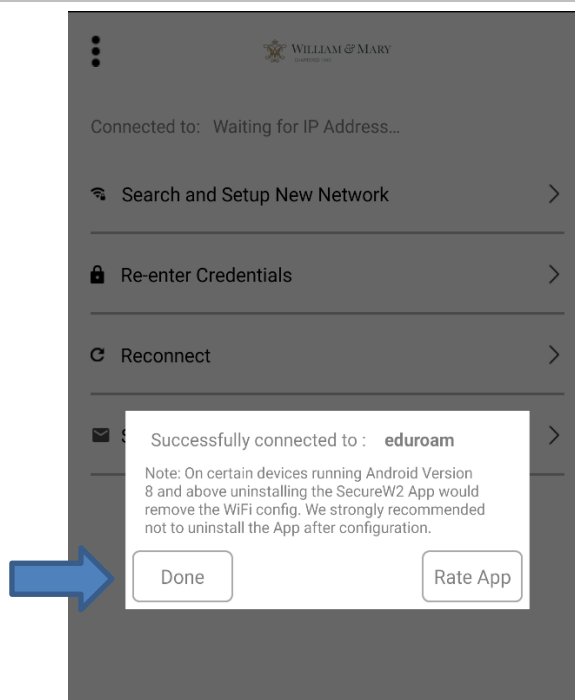 WILLIAM & MARY
Connected to: Waiting for IP Address...
Search and Setup New Network
Re-enter Credentials
Reconnect
S
Successfully connected to : eduroam
Note: On certain devices running Android Version
8 and above uninstalling the SecureW2 App would
remove the WiFi config. We strongly recommended
not to uninstall the App after configuration.
Done
Rate App